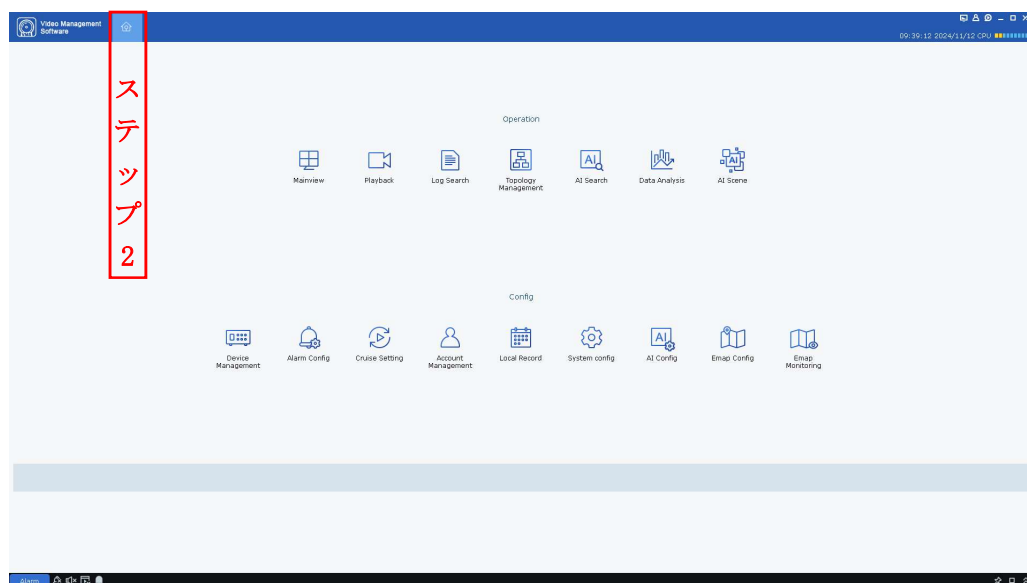 Video Management
Software
09:39:12 2024/11/12 CPU
ステップ2
Operation
Mainview
Playback
Log Search
Topology
Management
AI Search
Data Analysis
AI Scene
Config
Device
Management
Alarm Config
Cruise Setting
Account
Management
Local Record
System config
AI Config
Emap Config
Emap
Monitoring
Alarm